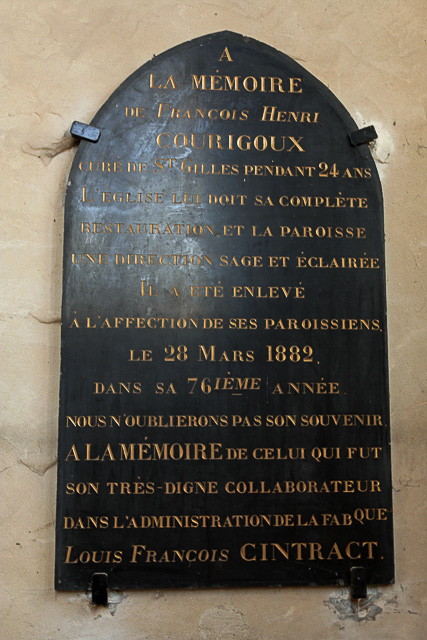 A
LA MÉMOIRE
DE FRANÇOIS HENRI
COURIGOUX
CURÉ DE ST GILLES PENDANT 24 ANS
L'ÉGLISE LUI DOIT SA COMPLÈTE
RESTAURATION, ET LA PAROISSE
UNE DIRECTION SAGE ET ÉCLAIRÉE
IL A ÉTÉ ENLEVÉ
À L'AFFECTION DE SES PAROISSIENS,
LE 28 MARS 1882,
DANS SA 76IÈME ANNÉE.
NOUS N'OUBLIERONS PAS SON SOUVENIR.
A LA MÉMOIRE DE CELUI QUI FUT
SON TRÈS-DIGNE COLLABORATEUR
DANS L'ADMINISTRATION DE LA FABQUE
LOUIS FRANÇOIS CINTRACT.